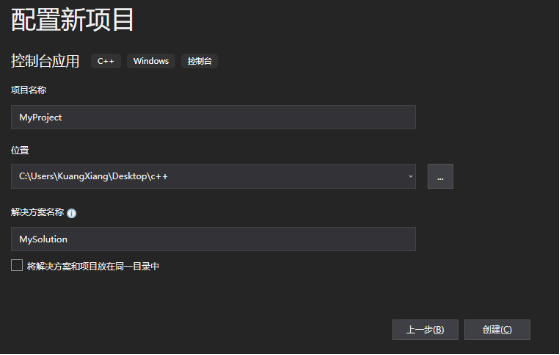 配置新项目
控制台应用 C++ Windows 控制台
项目名称
MyProject
位置
C:\Users\KuangXiang\Desktop\c++
...
解决方案名称
MySolution
将解决方案和项目放在同一目录中
上一步(B) 创建(C)